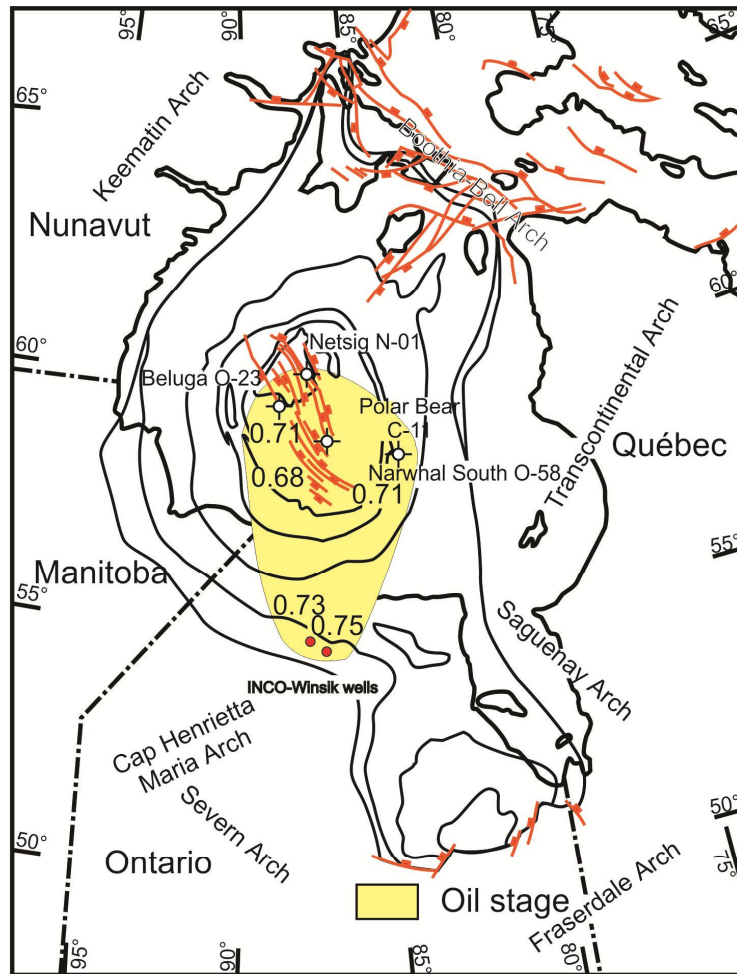 95°
90°
85°
80°
75°
65°
65°
Keematin Arch
Boothia-Bell Arch
Nunavut
60°
60°
Transcontinental Arch
Netsig N-01
Beluga O-23
Polar Bear
C-11
0.71
Québec
Narwhal South O-58
0.68
0.71
55°
Manitoba
55°
0.73
0.75
Saguenay Arch
INCO-Winsik wells
Cap Henrietta
Maria Arch
Severn Arch
50°
50°
75°
Ontario
Oil stage
Fraserdale Arch
95°
90°
85°
80°